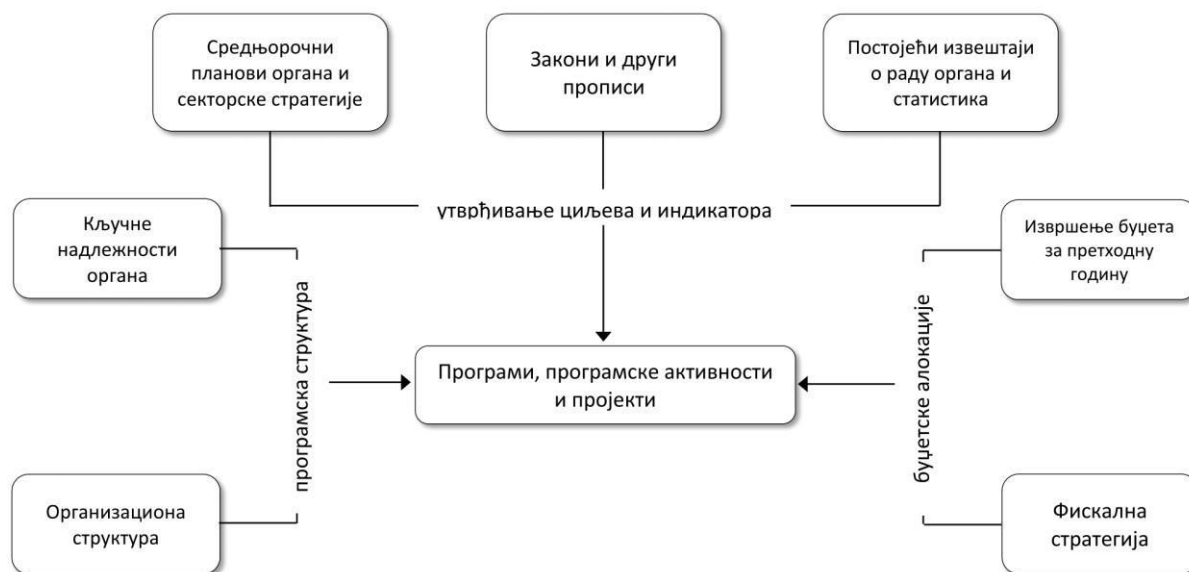 Средњорочни
планови органа и
секторске стратегије
Закони и други
прописи
Постојећи извештаји
о раду органа и
статистика
утврђивање циљева и индикатора
Кључне
надлежности
органа
Извршење буџета
за претходну
годину
програмска структура
Програми, програмске активности
и пројекти
буџетске алокације
Организациона
структура
Фискална
стратегија